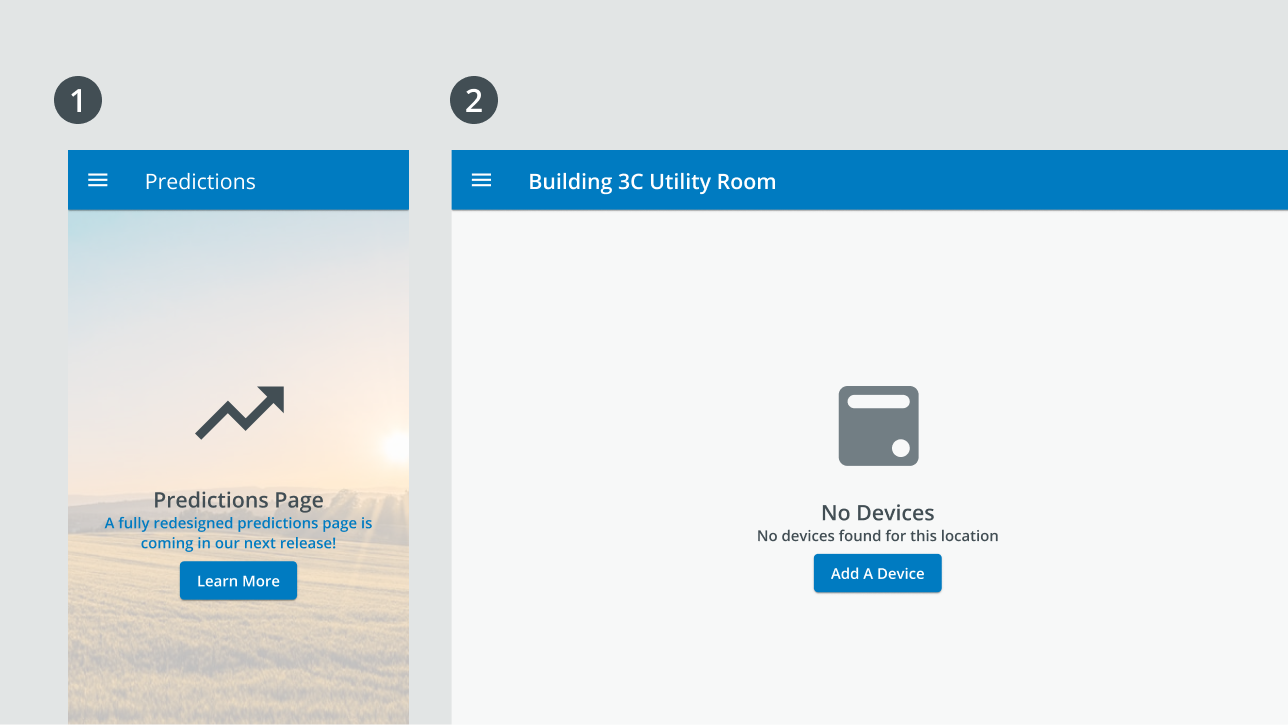 1
Predictions
Predictions Page
A fully redesigned predictions page is
coming in our next release!
Learn More
2
Building 3C Utility Room
No Devices
No devices found for this location
Add A Device